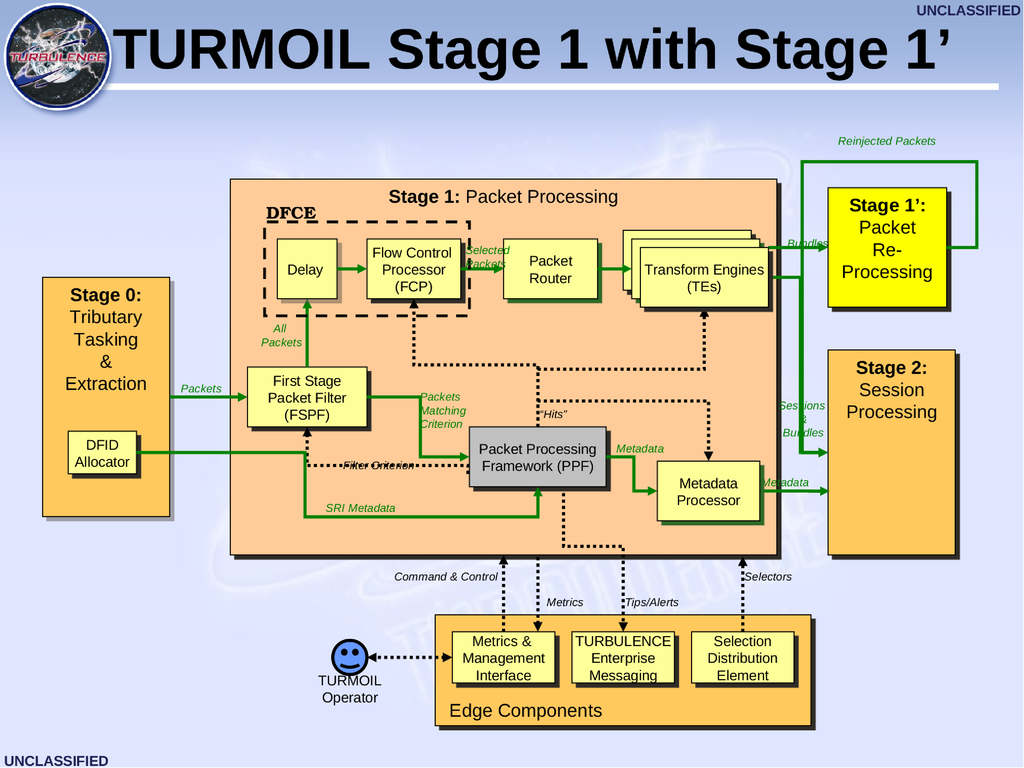 UNCLASSIFIED
TURMOIL Stage 1 with Stage 1’
TURBULENCE
Reinjected Packets
Stage 1: Packet Processing
DFCE
Delay
Flow Control
Processor
(FCP)
Selected
Packets
Packet
Router
Transform Engines
(TEs)
Bundles
Stage 1’:
Packet
Re-
Processing
Stage 0:
Tributary
Tasking
&
Extraction
All
Packets
Packets
First Stage
Packet Filter
(FSPF)
Packets
Matching
Criterion
“Hits”
Stage 2:
Session
Processing
Sessions
&
Bundles
DFID
Allocator
Filter Criterion
Packet Processing
Framework (PPF)
Metadata
Metadata
Processor
Metadata
SRI Metadata
Command & Control
Metrics
Tips/Alerts
Selectors
Metrics &
Management
Interface
TURBULENCE
Enterprise
Messaging
Selection
Distribution
Element
TURMOIL
Operator
Edge Components
UNCLASSIFIED